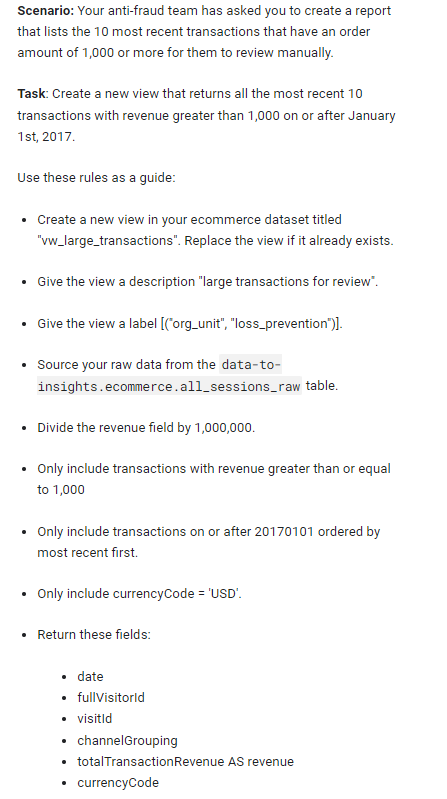 Scenario: Your anti-fraud team has asked you to create a report
that lists the 10 most recent transactions that have an order
amount of 1,000 or more for them to review manually.
Task: Create a new view that returns all the most recent 10
transactions with revenue greater than 1,000 on or after January
1st, 2017.
Use these rules as a guide:
• Create a new view in your ecommerce dataset titled
"vw_large_transactions". Replace the view if it already exists.
• Give the view a description "large transactions for review".
• Give the view a label [("org_unit", "loss_prevention")].
• Source your raw data from the data-to-
insights.ecommerce.all_sessions_raw table.
• Divide the revenue field by 1,000,000.
• Only include transactions with revenue greater than or equal
to 1,000
• Only include transactions on or after 20170101 ordered by
most recent first.
• Only include currencyCode = 'USD'.
• Return these fields:
• date
• fullVisitorId
• visitId
• channelGrouping
• totalTransactionRevenue AS revenue
• currencyCode